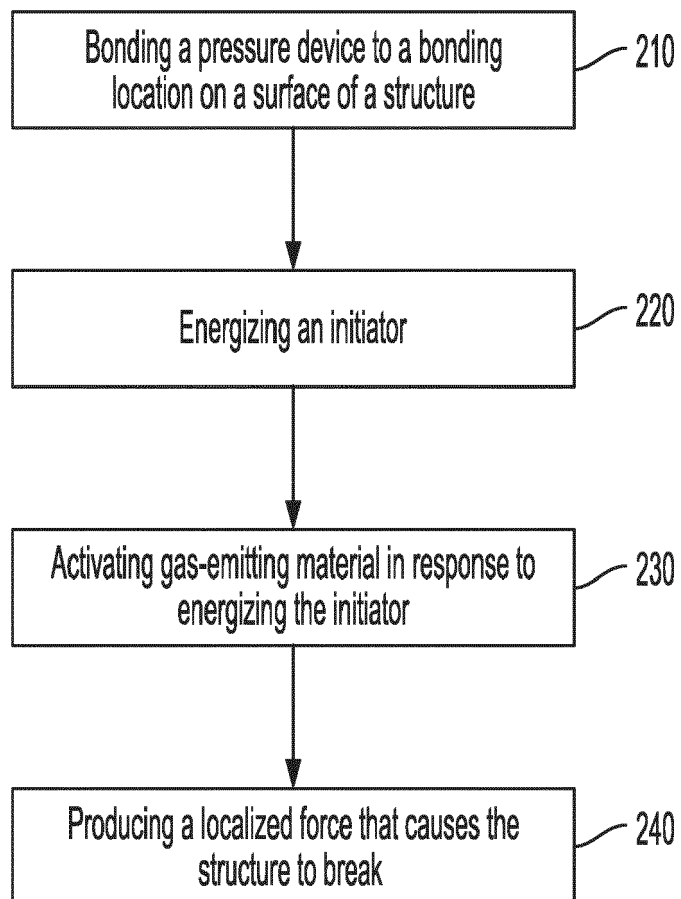 Bonding a pressure device to a bonding
location on a surface of a structure
210
Energizing an initiator
220
Activating gas-emitting material in response to
energizing the initiator
230
Producing a localized force that causes the
structure to break
240